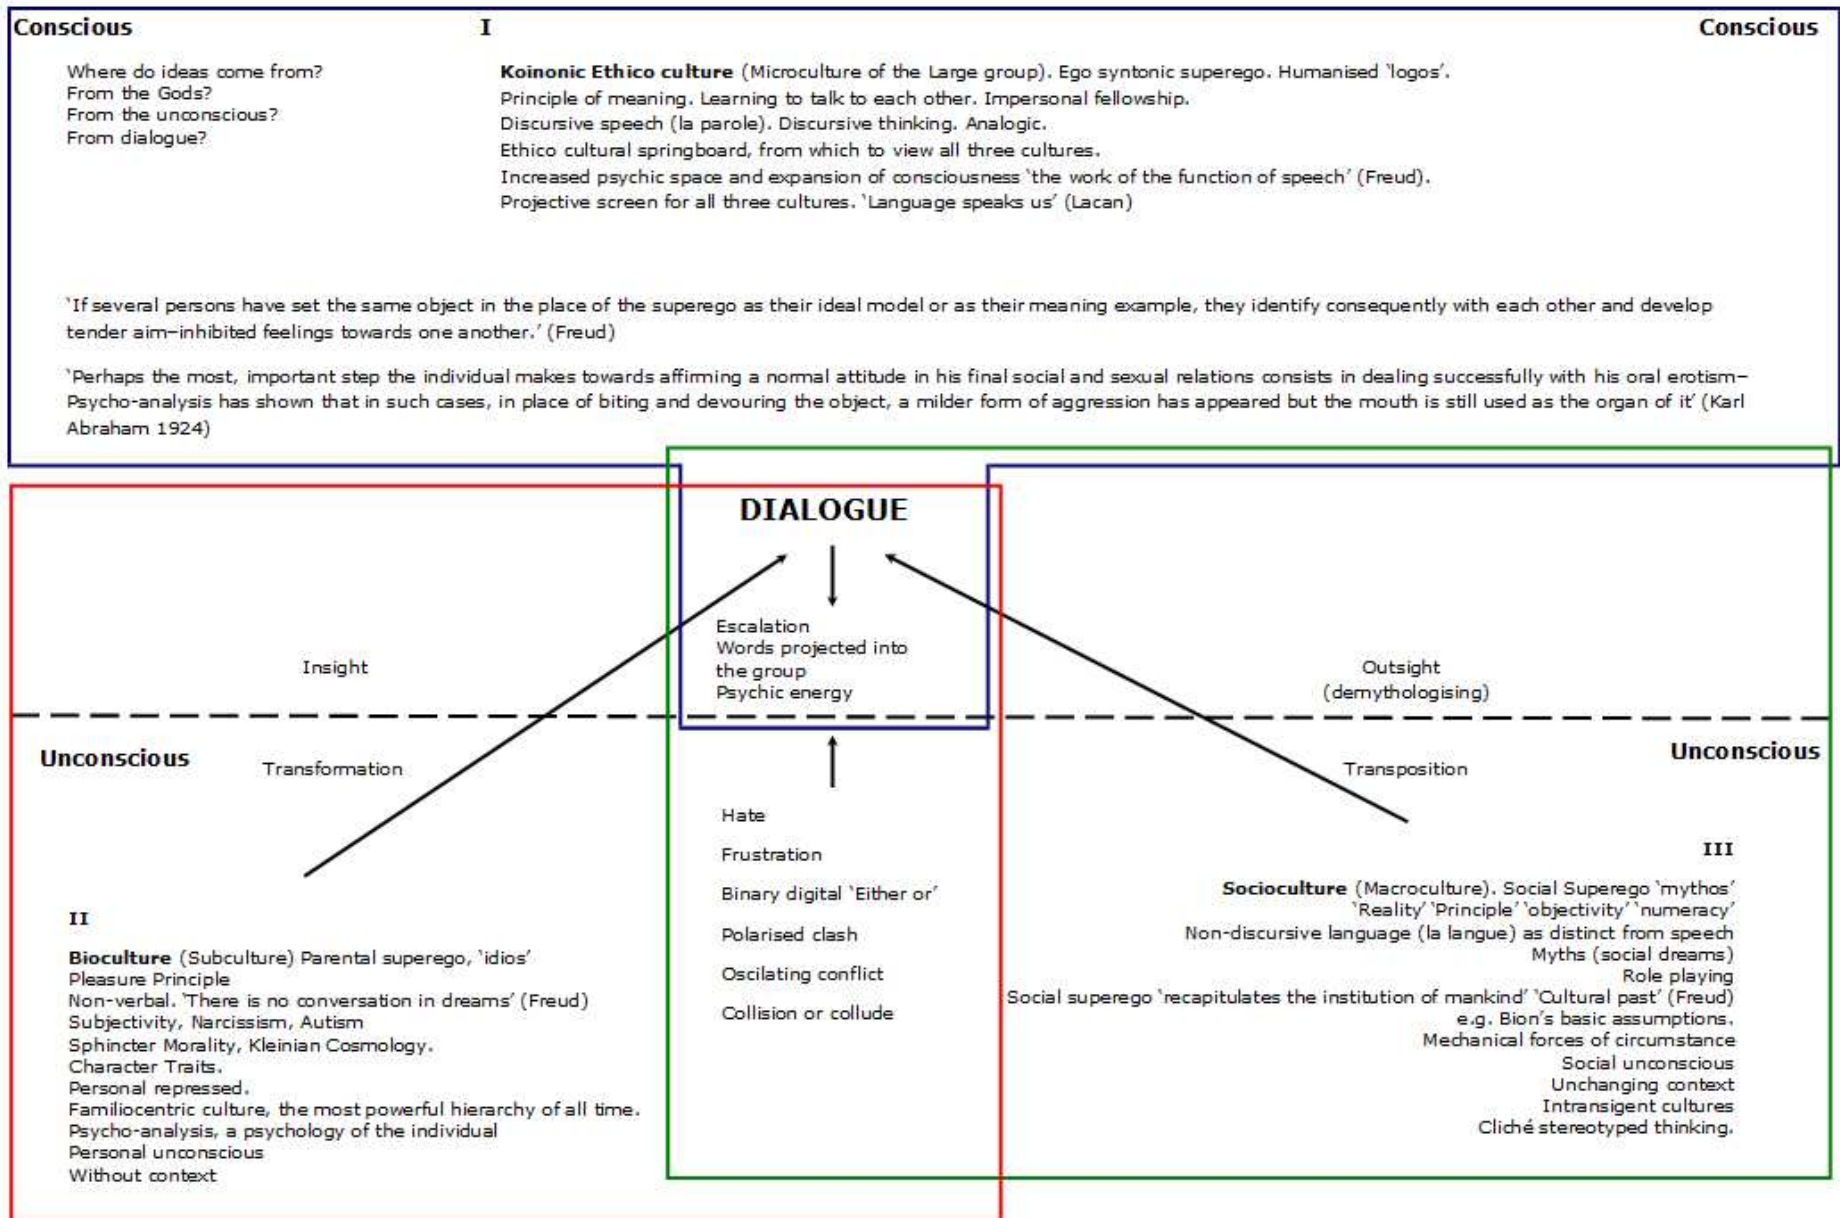 Conscious
I
Conscious
Where do ideas come from?
From the Gods?
From the unconscious?
From dialogue?
Koinonic Ethico culture (Microculture of the Large group). Ego syntonic superego. Humanised ‘logos’.
Principle of meaning. Learning to talk to each other. Impersonal fellowship.
Discursive speech (la parole). Discursive thinking. Analogic.
Ethico cultural springboard, from which to view all three cultures.
Increased psychic space and expansion of consciousness ‘the work of the function of speech’ (Freud).
Projective screen for all three cultures. ‘Language speaks us’ (Lacan)
‘If several persons have set the same object in the place of the superego as their ideal model or as their meaning example, they identify consequently with each other and develop
tender aim–inhibited feelings towards one another.’ (Freud)
‘Perhaps the most, important step the individual makes towards affirming a normal attitude in his final social and sexual relations consists in dealing successfully with his oral erotism–
Psycho-analysis has shown that in such cases, in place of biting and devouring the object, a milder form of aggression has appeared but the mouth is still used as the organ of it’ (Karl
Abraham 1924)
DIALOGUE
Escalation
Words projected into
the group
Psychic energy
Insight
Outsight
(demythologising)
Unconscious
Transformation
Transposition
Unconscious
Hate
Frustration
Binary digital ‘Either or’
Polarised clash
Oscilating conflict
Collision or collude
II
Bioculture (Subculture) Parental superego, ‘idios’
Pleasure Principle
Non-verbal. ‘There is no conversation in dreams’ (Freud)
Subjectivity, Narcissism, Autism
Sphincter Morality, Kleinian Cosmology.
Character Traits.
Personal repressed.
Familiocentric culture, the most powerful hierarchy of all time.
Psycho-analysis, a psychology of the individual
Personal unconscious
Without context
III
Socioculture (Macroculture). Social Superego ‘mythos’
‘Reality’ ‘Principle’ ‘objectivity’ ‘numeracy’
Non-discursive language (la langue) as distinct from speech
Myths (social dreams)
Role playing
Social superego ‘recapitulates the institution of mankind’ ‘Cultural past’ (Freud)
e.g. Bion’s basic assumptions.
Mechanical forces of circumstance
Social unconscious
Unchanging context
Intransigent cultures
Cliché stereotyped thinking.